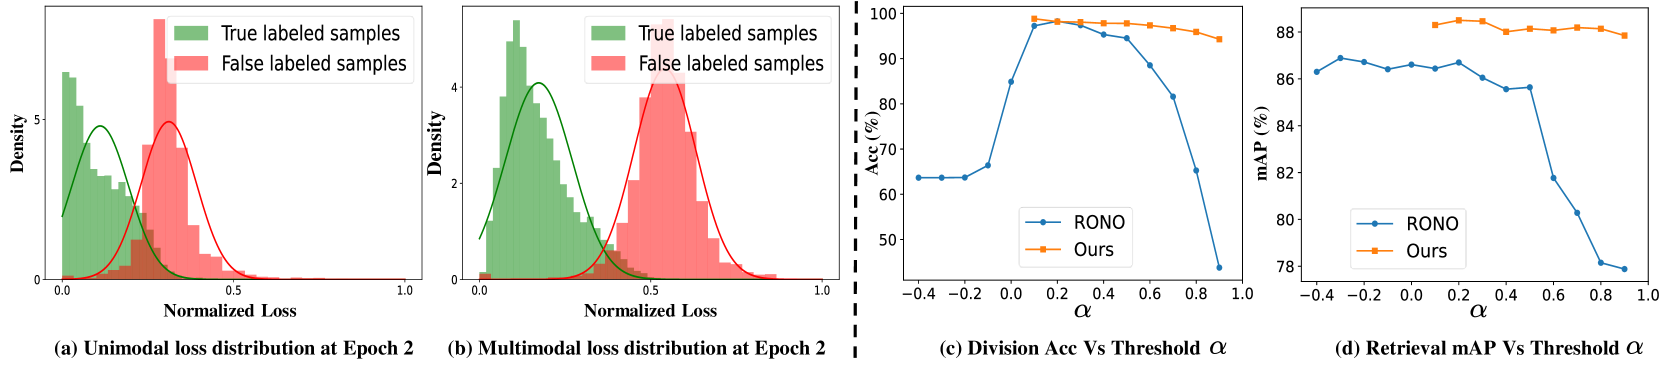 True labeled samples
False labeled samples
Density
5
0
0.0
0.5
1.0
Normalized Loss
(a) Unimodal loss distribution at Epoch 2
True labeled samples
False labeled samples
Density
4
2
0
0.0
0.5
1.0
Normalized Loss
(b) Multimodal loss distribution at Epoch 2
100
90
80
70
60
50
Acc (%)
RONO
Ours
−0.4
−0.2
0.0
0.2
0.4
0.6
0.8
1.0
α
(c) Division Acc Vs Threshold α
88
86
84
82
80
78
mAP (%)
RONO
Ours
−0.4
−0.2
0.0
0.2
0.4
0.6
0.8
1.0
α
(d) Retrieval mAP Vs Threshold α